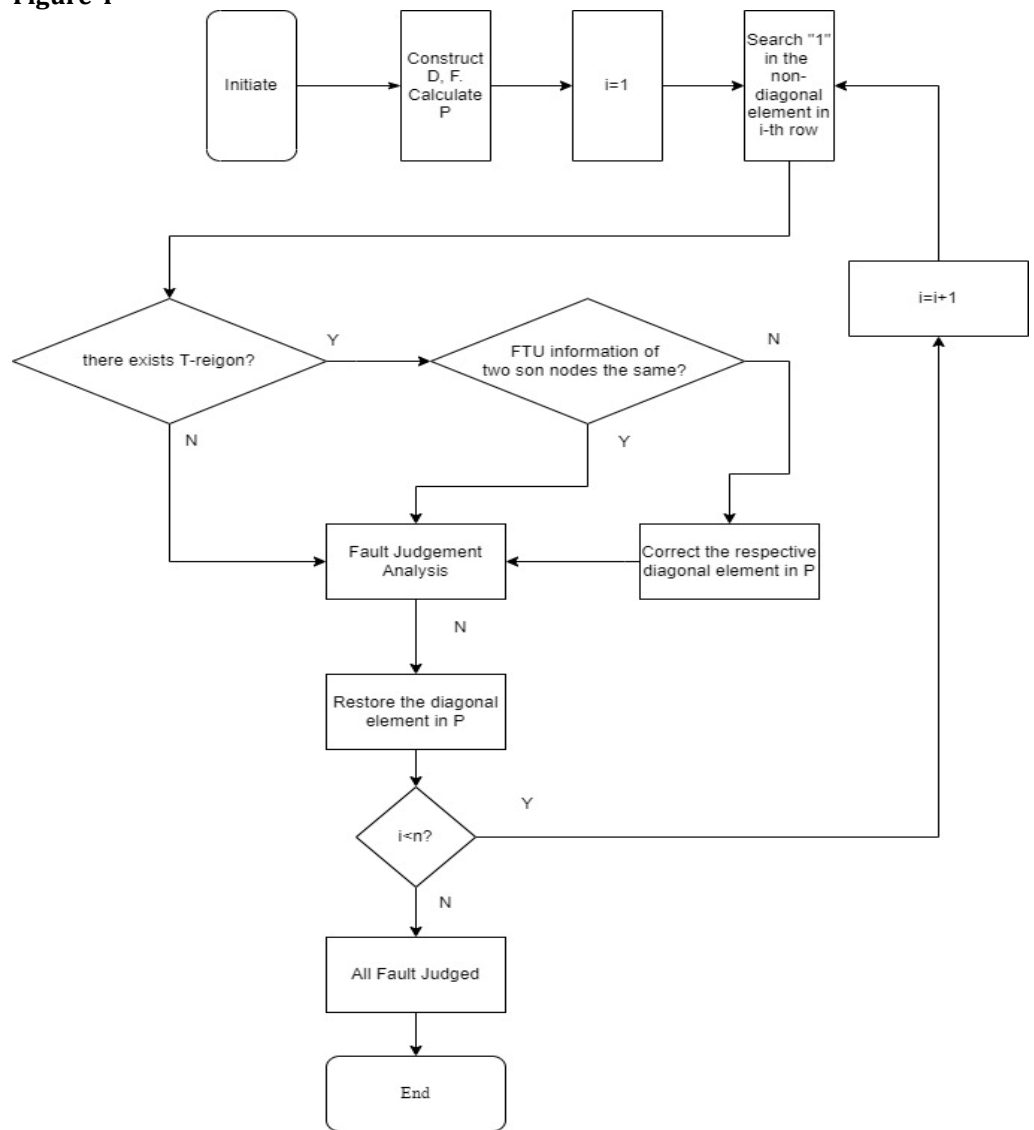 Initiate
Construct
D, F.
Calculate
P
i=1
Search "1"
in the
non-
diagonal
element in
i-th row
i=i+1
there exists T-reigon?
Y
FTU information of
two son nodes the same?
N
N
Y
Fault Judgement
Analysis
Correct the respective
diagonal element in P
N
Restore the diagonal
element in P
i<n?
Y
N
All Fault Judged
End